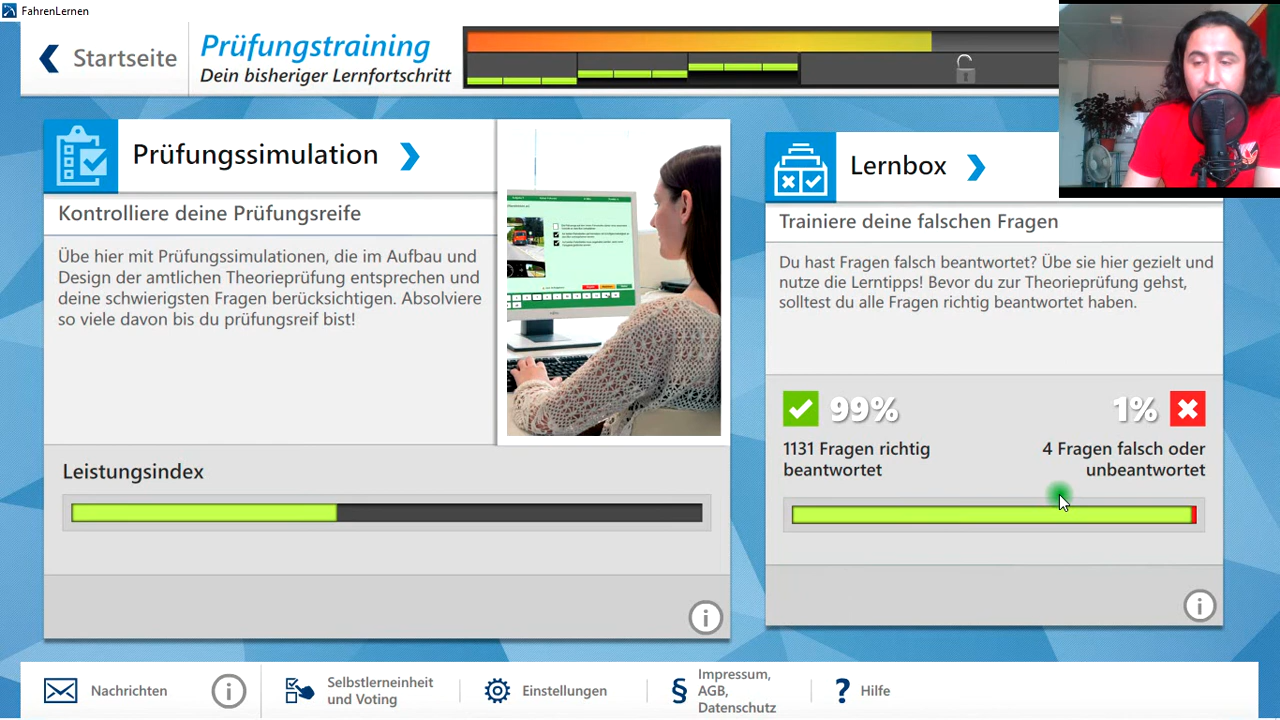 FahrenLernen
Startseite
Prüfungstraining
Dein bisheriger Lernfortschritt
Prüfungssimulation
Kontrolliere deine Prüfungsreife
Übe hier mit Prüfungssimulationen, die im Aufbau und
Design der amtlichen Theorieprüfung entsprechen und
deine schwierigsten Fragen berücksichtigen. Absolviere
so viele davon bis du prüfungsreif bist!
Leistungsindex
Lernbox
Trainiere deine falschen Fragen
Du hast Fragen falsch beantwortet? Übe sie hier gezielt und
nutze die Lerntipps! Bevor du zur Theorieprüfung gehst,
solltest du alle Fragen richtig beantwortet haben.
99%
1%
1131 Fragen richtig
beantwortet
4 Fragen falsch oder
unbeantwortet
Nachrichten
Selbstlerneinheit
und Voting
Einstellungen
§ Impressum,
AGB,
Datenschutz
? Hilfe